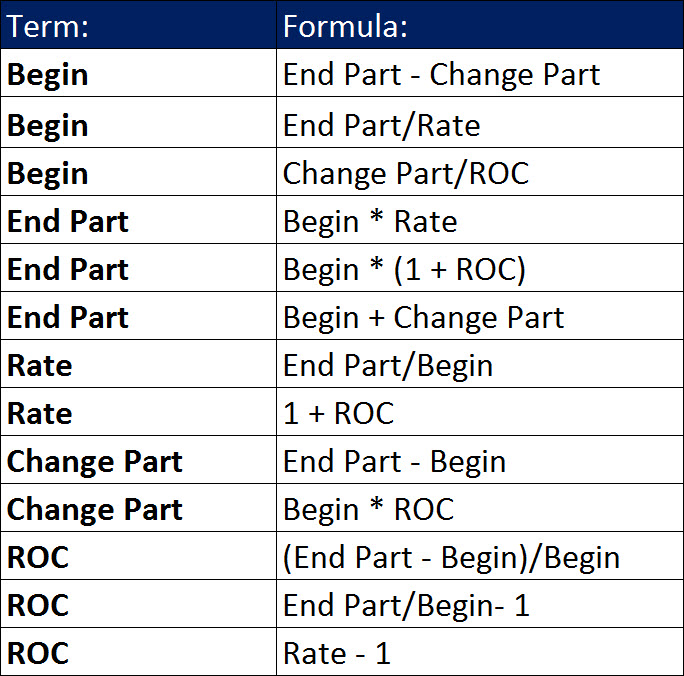 Term: Formula:
Begin End Part - Change Part
Begin End Part/Rate
Begin Change Part/ROC
End Part Begin * Rate
End Part Begin * (1 + ROC)
End Part Begin + Change Part
Rate End Part/Begin
Rate 1 + ROC
Change Part End Part - Begin
Change Part Begin * ROC
ROC (End Part - Begin)/Begin
ROC End Part/Begin- 1
ROC Rate - 1